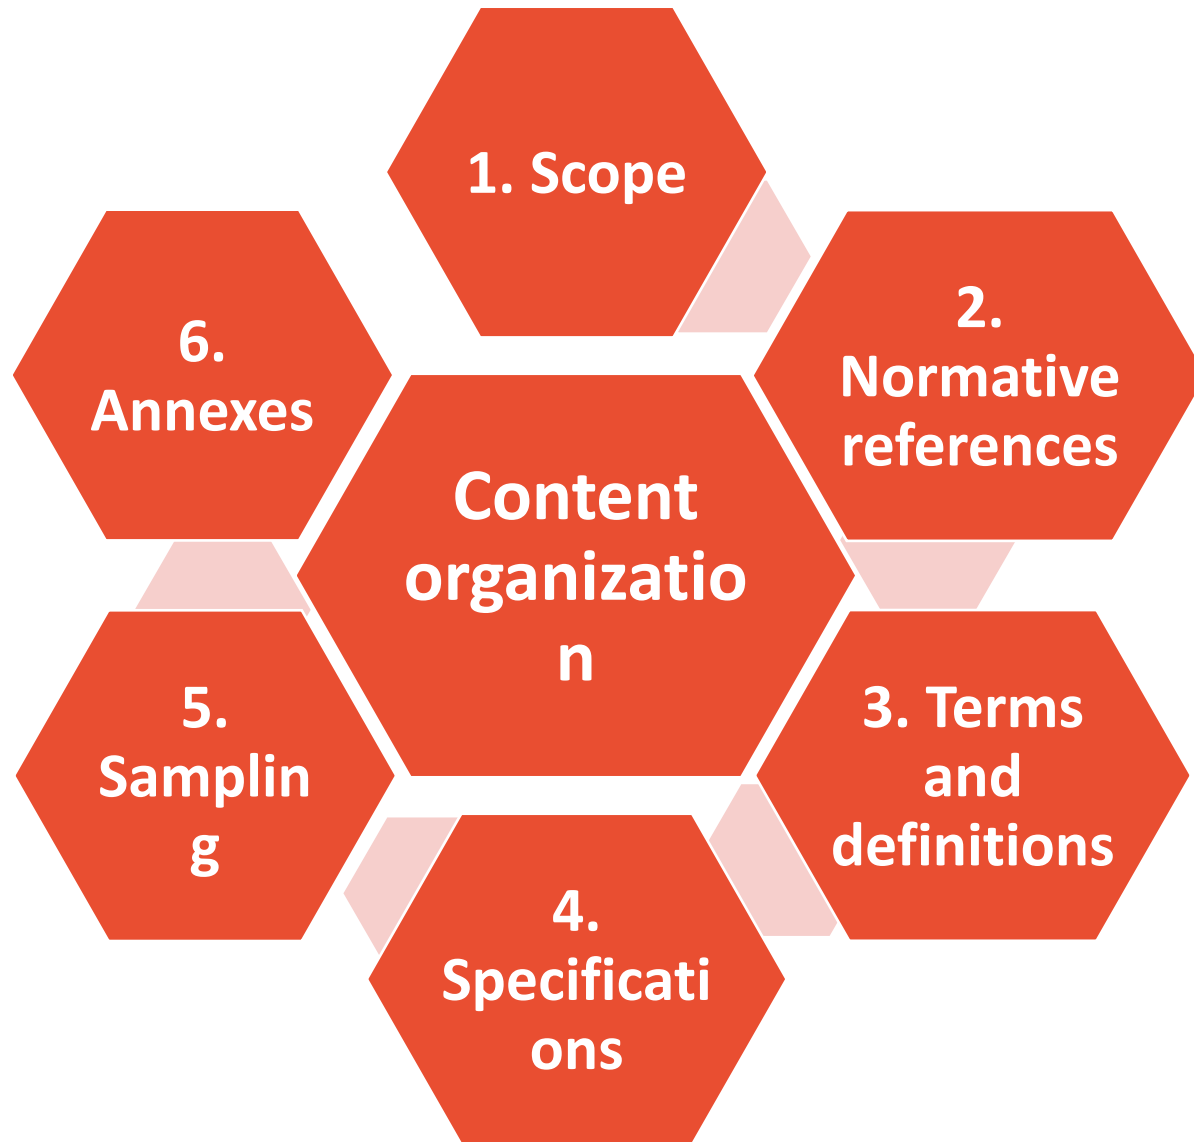 1. Scope
2.
Normative
references
3. Terms
and
definitions
4.
Specificati
ons
5.
Samplin
g
6.
Annexes
Content
organizatio
n